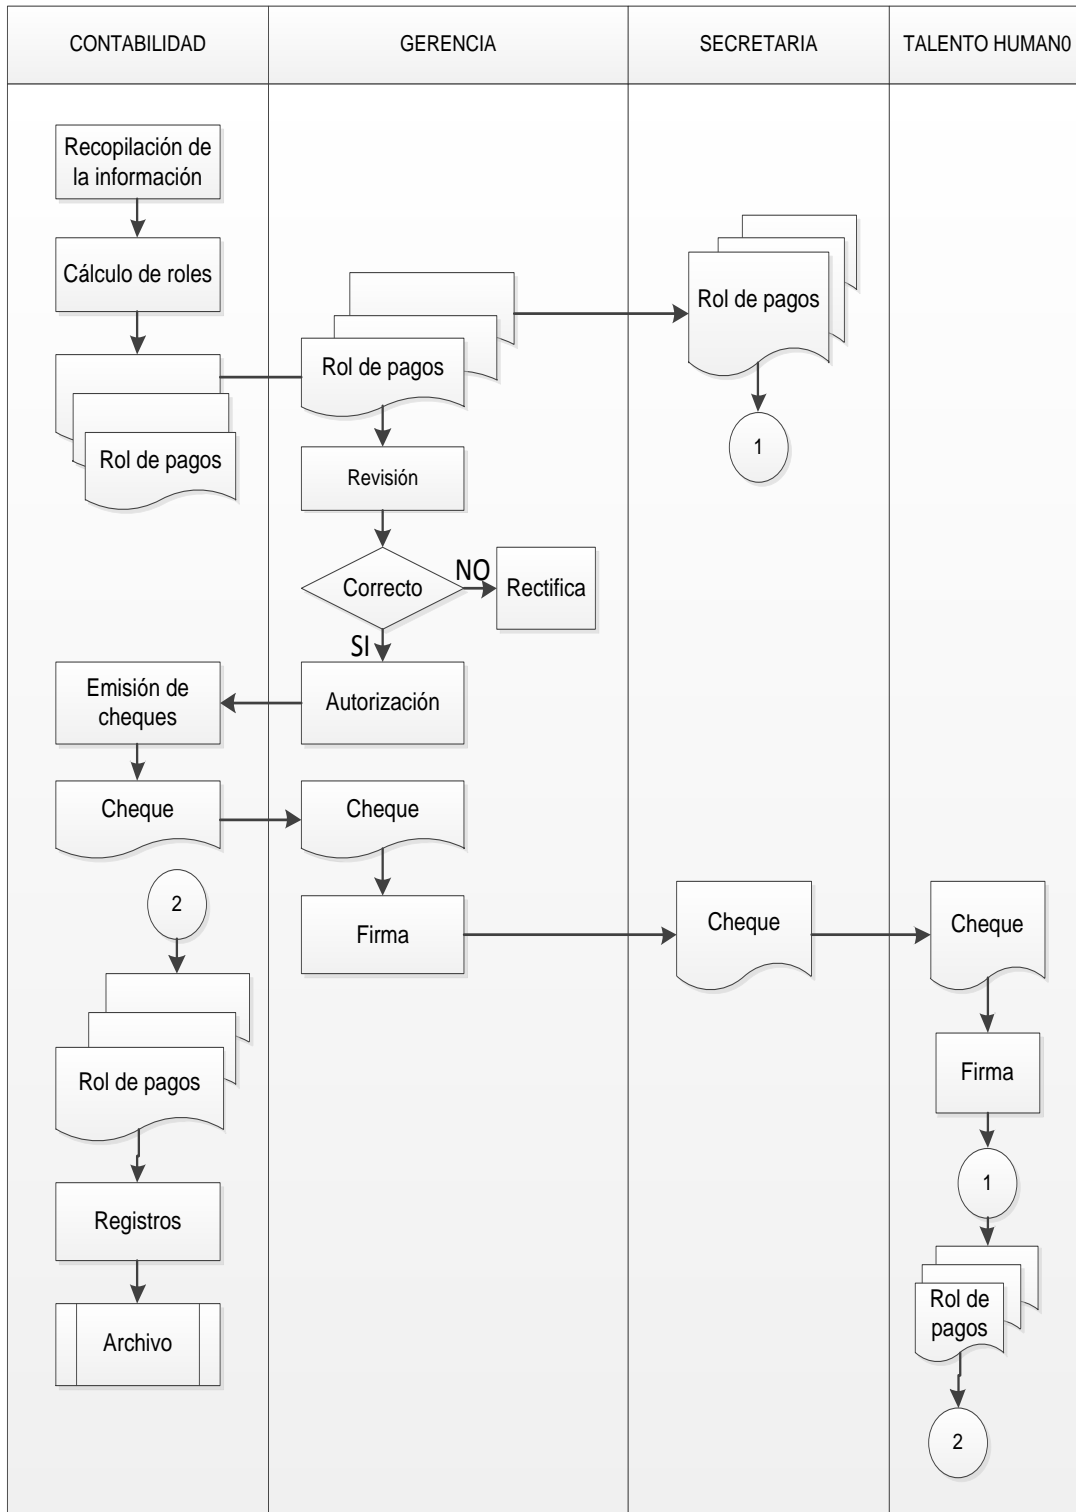 CONTABILIDAD
GERENCIA
SECRETARIA
TALENTO HUMAN0
Recopilación de
la información
Cálculo de roles
Rol de pagos
Rol de pagos
Revisión
Correcto
NO
Rectifica
SI
Autorización
Rol de pagos
1
Emisión de
cheques
Cheque
Cheque
Firma
Cheque
Cheque
Firma
1
Rol de
pagos
2
2
Rol de pagos
Registros
Archivo